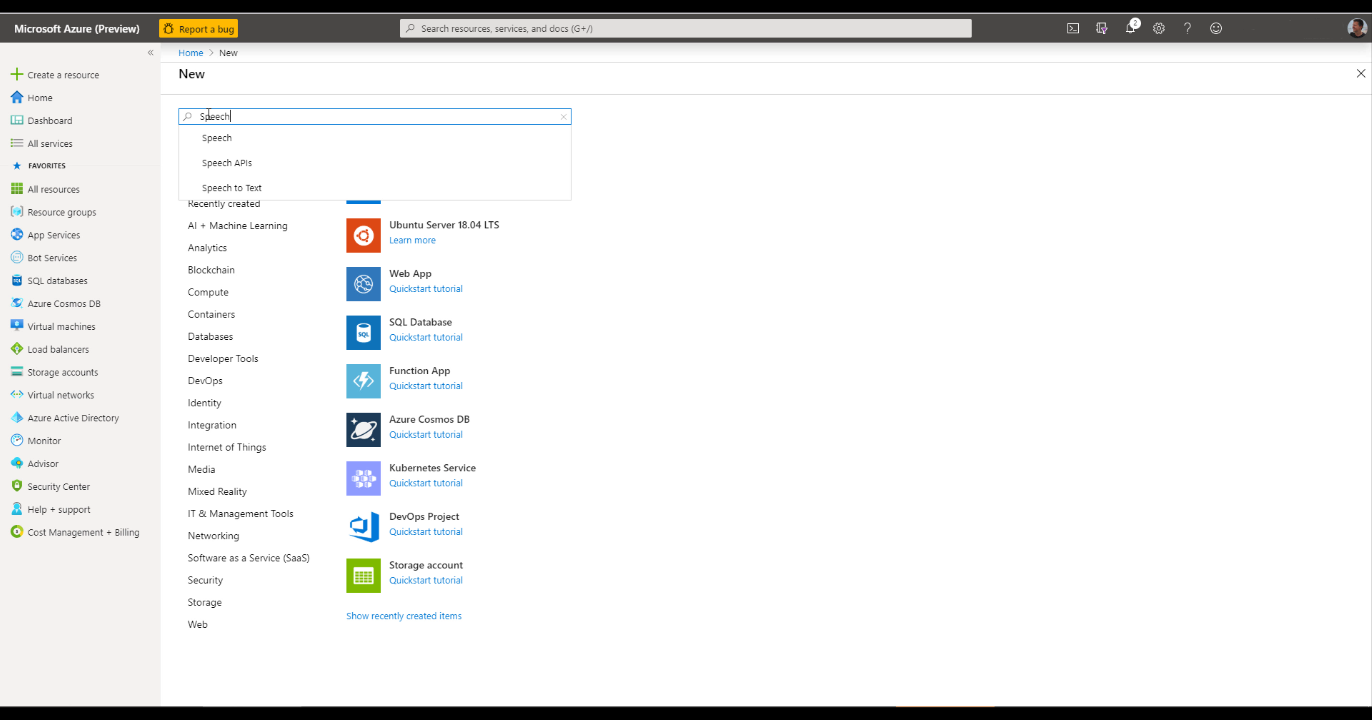 Microsoft Azure (Preview)
Report a bug
Search resources, services, and docs (G+/)
2
Home > New
New
Create a resource
Home
Dashboard
All services
FAVORITES
All resources
Resource groups
App Services
Bot Services
SQL databases
Azure Cosmos DB
Virtual machines
Load balancers
Storage accounts
Virtual networks
Azure Active Directory
Monitor
Advisor
Security Center
Help + support
Cost Management + Billing
Speech
Speech
Speech APIs
Speech to Text
Recently created
AI + Machine Learning
Analytics
Blockchain
Compute
Containers
Databases
Developer Tools
DevOps
Identity
Integration
Internet of Things
Media
Mixed Reality
IT & Management Tools
Networking
Software as a Service (SaaS)
Security
Storage
Web
Ubuntu Server 18.04 LTS
Learn more
Web App
Quickstart tutorial
SQL
SQL Database
Quickstart tutorial
Function App
Quickstart tutorial
Azure Cosmos DB
Quickstart tutorial
Kubernetes Service
Quickstart tutorial
DevOps Project
Quickstart tutorial
Storage account
Quickstart tutorial
Show recently created items